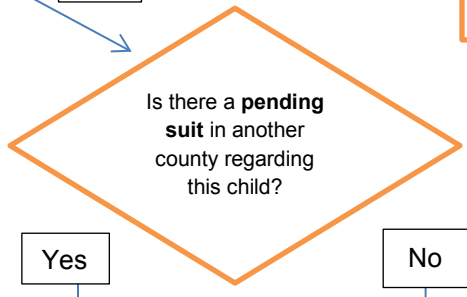 Is there a pending
suit in another
county regarding
this child?
Yes
No